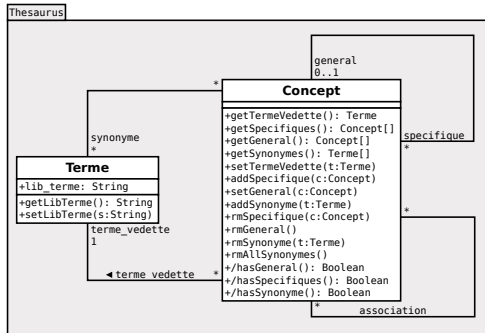 Thesaurus
general
0..1
*
Concept
+getTermeVedette(): Terme
+getSpecifiques(): Concept[]
+getGeneral(): Concept[]
+getSynonymes(): Terme[]
+setTermeVedette(t:Terme)
+addSpecifique(c:Concept)
+setGeneral(c:Concept)
+addSynonyme(t:Terme)
+rmSpecifique(c:Concept)
+rmGeneral()
+rmSynonyme(t:Terme)
+rmAllSynonymes()
+/hasGeneral(): Boolean
+/hasSpecifiques(): Boolean
+/hasSynonyme(): Boolean
specifique
*
synonyme
*
Terme
+lib_terme: String
+getLibTerme(): String
+setLibTerme(s:String)
terme_vedette
1
◄ terme vedette
*
*
*
association